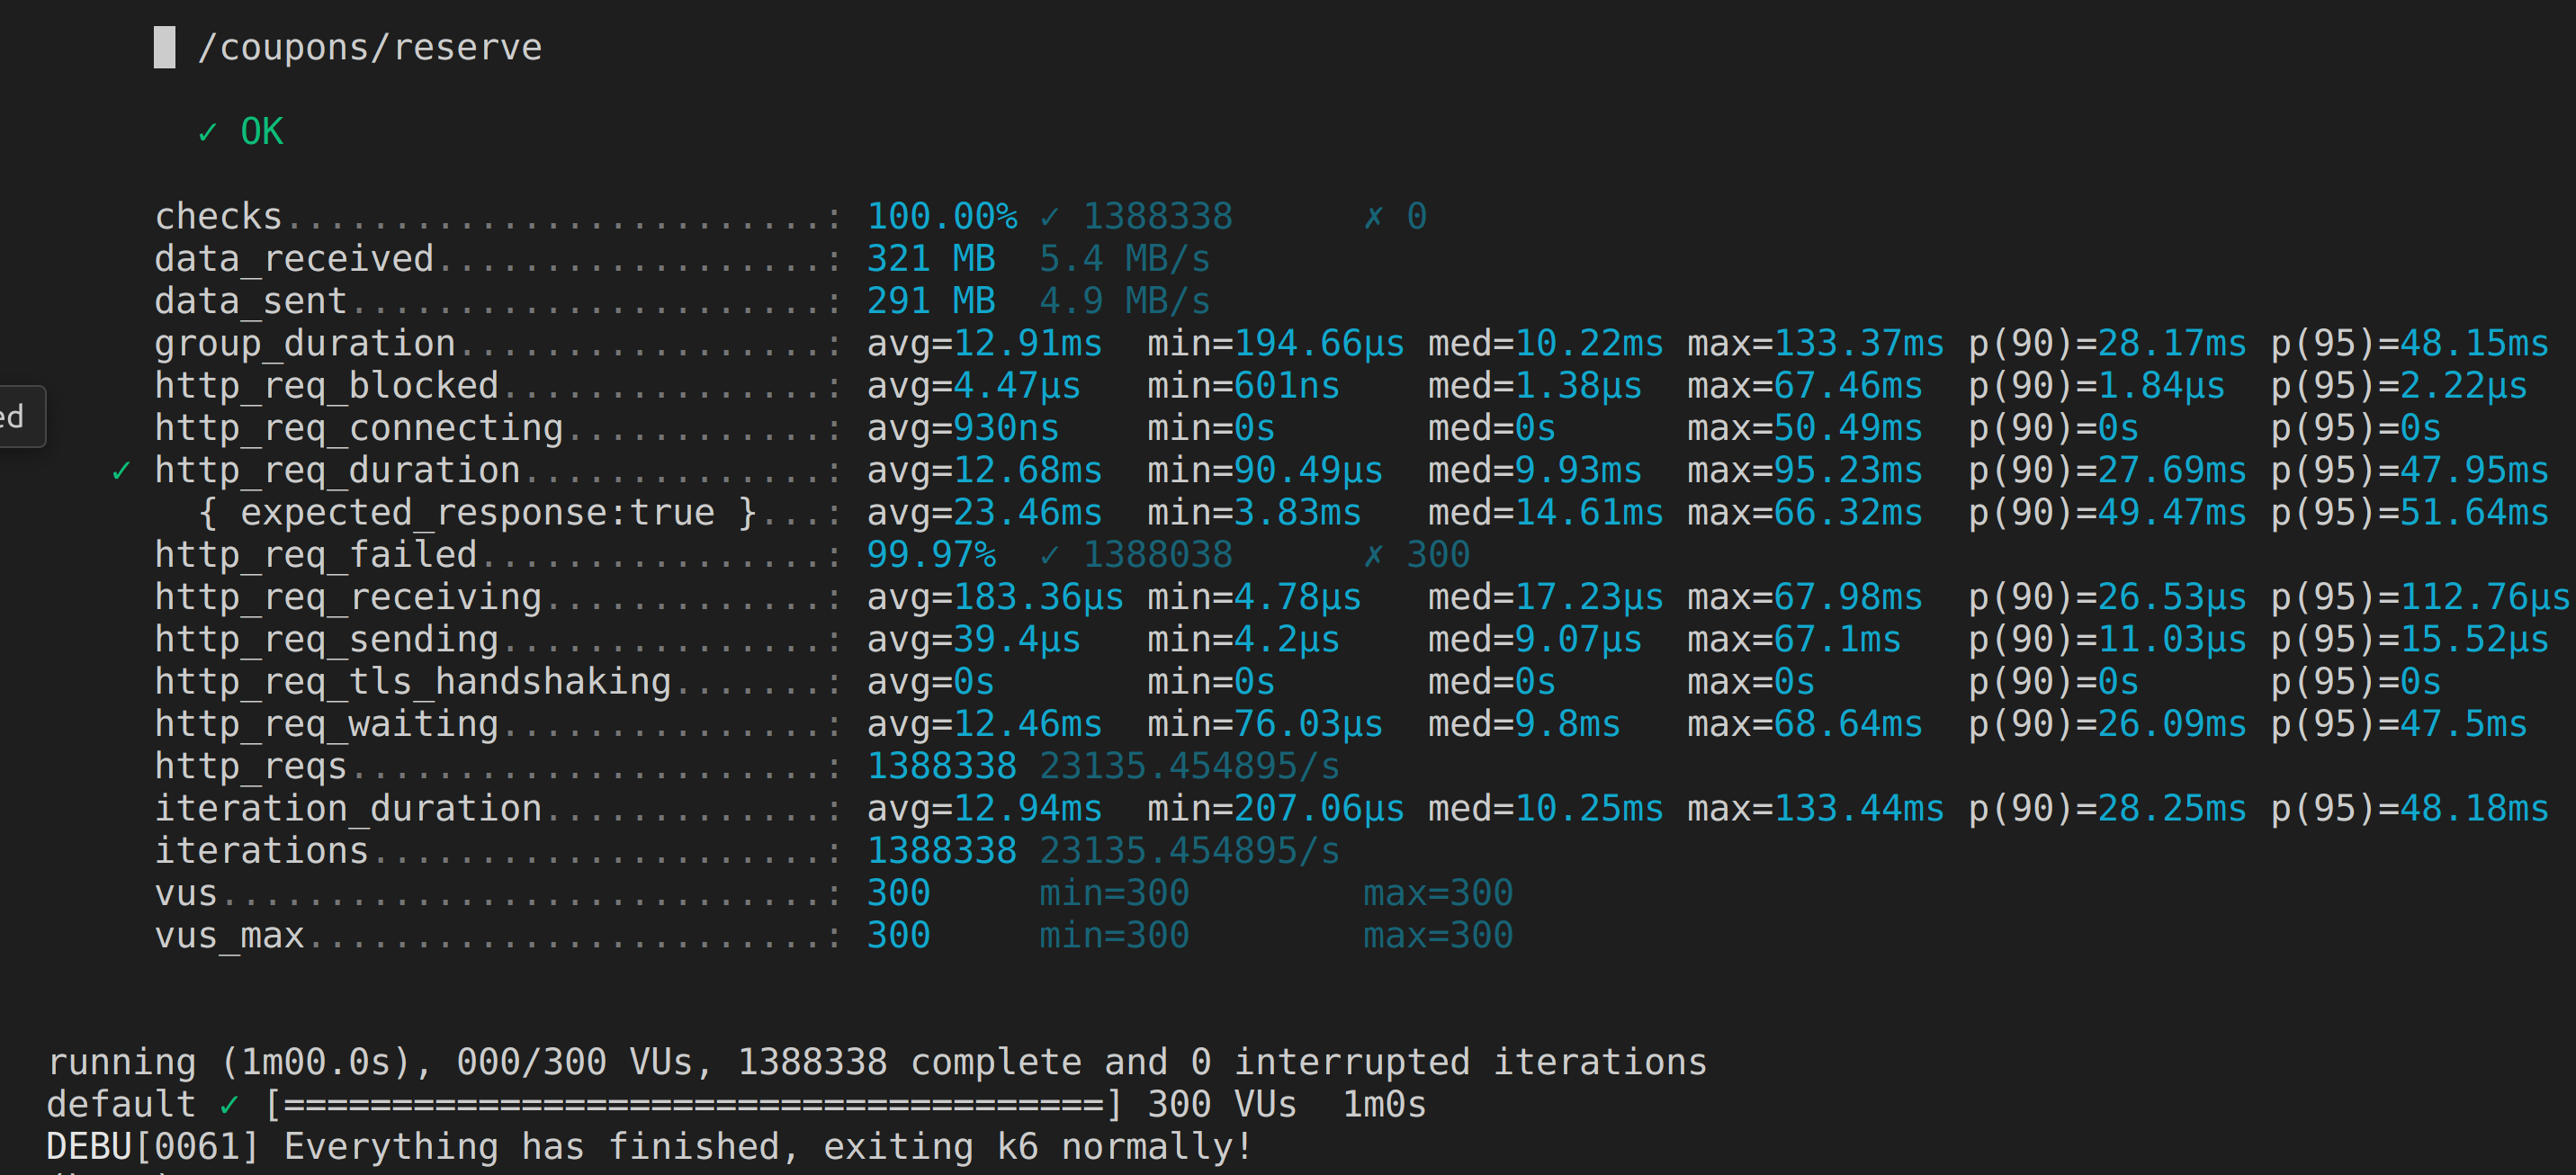 /coupons/reserve
✓ OK
checks.........................: 100.00% ✓ 1388338      ✗ 0
data_received..................: 321 MB  5.4 MB/s
data_sent......................: 291 MB  4.9 MB/s
group_duration.................: avg=12.91ms  min=194.66µs med=10.22ms max=133.37ms p(90)=28.17ms p(95)=48.15ms
http_req_blocked...............: avg=4.47µs   min=601ns    med=1.38µs  max=67.46ms  p(90)=1.84µs  p(95)=2.22µs
ed
http_req_connecting............: avg=930ns    min=0s       med=0s      max=50.49ms  p(90)=0s      p(95)=0s
✓ http_req_duration..............: avg=12.68ms  min=90.49µs  med=9.93ms  max=95.23ms  p(90)=27.69ms p(95)=47.95ms
{ expected_response:true }...: avg=23.46ms  min=3.83ms   med=14.61ms max=66.32ms  p(90)=49.47ms p(95)=51.64ms
http_req_failed................: 99.97%  ✓ 1388038      ✗ 300
http_req_receiving.............: avg=183.36µs min=4.78µs   med=17.23µs max=67.98ms  p(90)=26.53µs p(95)=112.76µs
http_req_sending...............: avg=39.4µs   min=4.2µs    med=9.07µs  max=67.1ms   p(90)=11.03µs p(95)=15.52µs
http_req_tls_handshaking.......: avg=0s       min=0s       med=0s      max=0s       p(90)=0s      p(95)=0s
http_req_waiting...............: avg=12.46ms  min=76.03µs  med=9.8ms   max=68.64ms  p(90)=26.09ms p(95)=47.5ms
http_reqs......................: 1388338 23135.454895/s
iteration_duration.............: avg=12.94ms  min=207.06µs med=10.25ms max=133.44ms p(90)=28.25ms p(95)=48.18ms
iterations.....................: 1388338 23135.454895/s
vus............................: 300     min=300        max=300
vus_max........................: 300     min=300        max=300
running (1m00.0s), 000/300 VUs, 1388338 complete and 0 interrupted iterations
default ✓ [======================================] 300 VUs  1m0s
DEBU[0061] Everything has finished, exiting k6 normally!